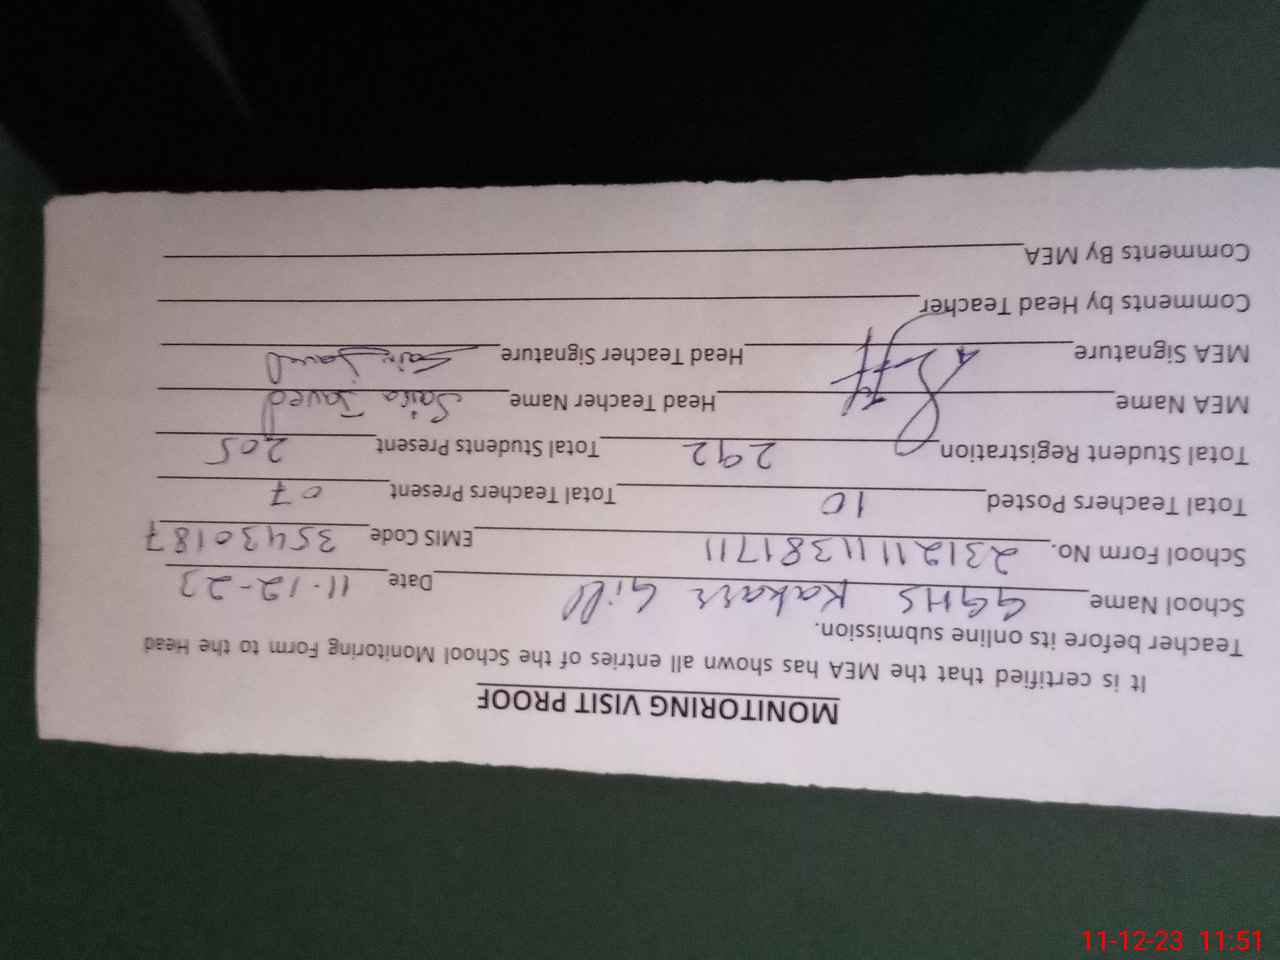 MONITORING VISIT PROOF
It is certified that the MEA has shown all entries of the School Monitoring Form to the Head
Teacher before its online submission.
School Name GGHS Kakarr Gill Date 11-12-23
School Form No. 2312111381711 EMIS Code 35430187
Total Teachers Posted 10 Total Teachers Present 07
Total Student Registration 292 Total Students Present 205
MEA Name Head Teacher Name Saira Javed
MEA Signature Head Teacher Signature Saira Javed
Comments by Head Teacher
Comments By MEA
11-12-23 11:51